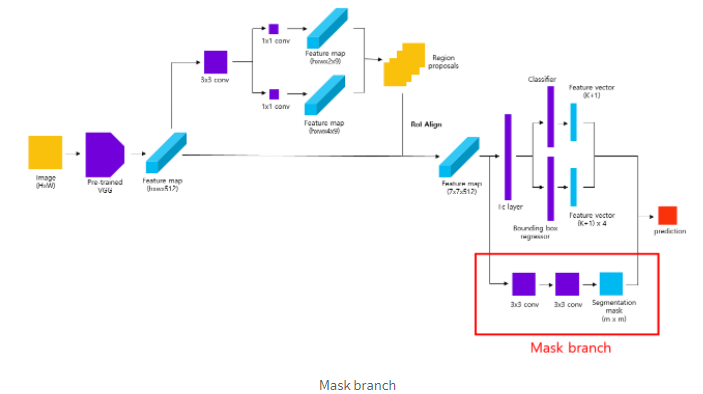 1x1 conv
Feature map
(hxwx2x9)
Region
proposals
3x3 conv
1x1 conv
Feature map
(hxwx4x9)
Classifier
Feature vector
(K+1)
RoI Align
Image
(HxW)
Pre-trained
VGG
Feature map
(hxwx512)
Feature map
(7x7x512)
fc layer
Bounding box
regressor
Feature vector
(K+1) x 4
prediction
3x3 conv
3x3 conv
Segmentation
mask
(m x m)
Mask branch
Mask branch